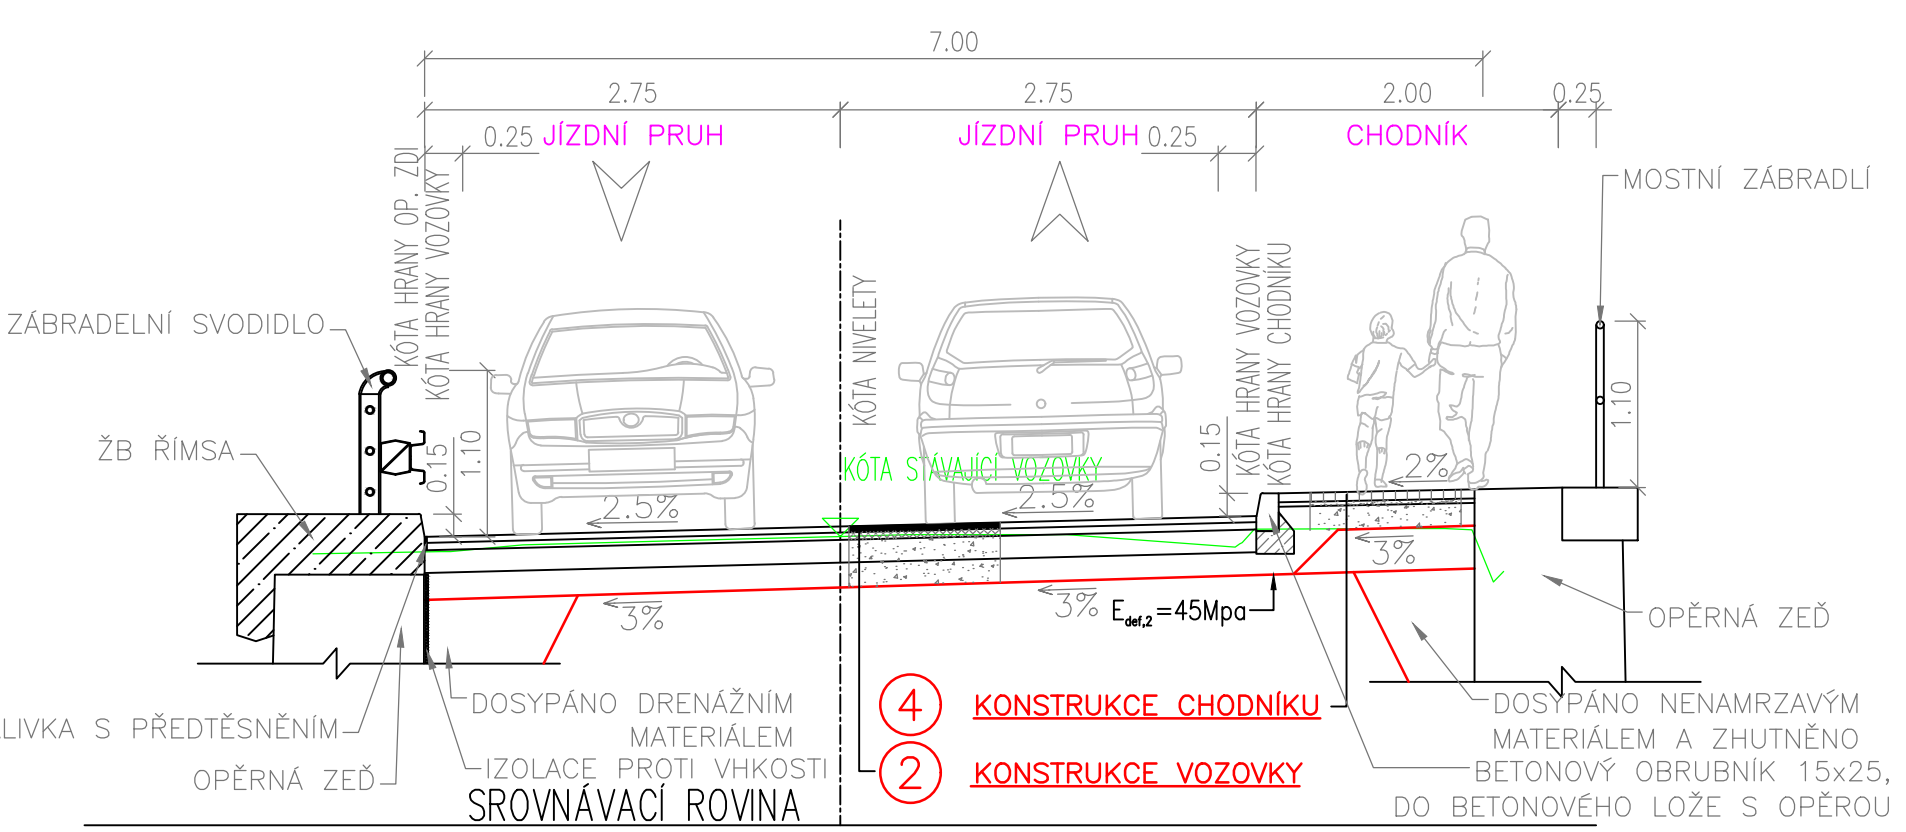 7.00
2.75
2.75
2.00
0.25
0.25
JÍZDNÍ PRUH
JÍZDNÍ PRUH
0.25
CHODNÍK
MOSTNÍ ZÁBRADLÍ
KÓTA HRANY OP. ZDI
KÓTA HRANY VOZOVKY
KÓTA NIVELETY
KÓTA HRANY VOZOVKY
KÓTA HRANY CHODNÍKU
ZÁBRADELNÍ SVODIDLO
ŽB ŘÍMSA
0.15
1.10
0.15
1.10
KÓTA STÁVAJÍCÍ VOZOVKY
2.5%
2.5%
2%
3%
3%
3%
Edef,2=45Mpa
OPĚRNÁ ZEĎ
4 KONSTRUKCE CHODNÍKU
2 KONSTRUKCE VOZOVKY
DOSYPÁNO DRENÁŽNÍM
MATERIÁLEM
LIVKA S PŘEDTĚSNĚNÍM
OPĚRNÁ ZEĎ
IZOLACE PROTI VHKOSTI
SROVNÁVACÍ ROVINA
DOSYPÁNO NENAMRZAVÝM
MATERIÁLEM A ZHUTNĚNO
BETONOVÝ OBRUBNÍK 15x25,
DO BETONOVÉHO LOŽE S OPĚROU